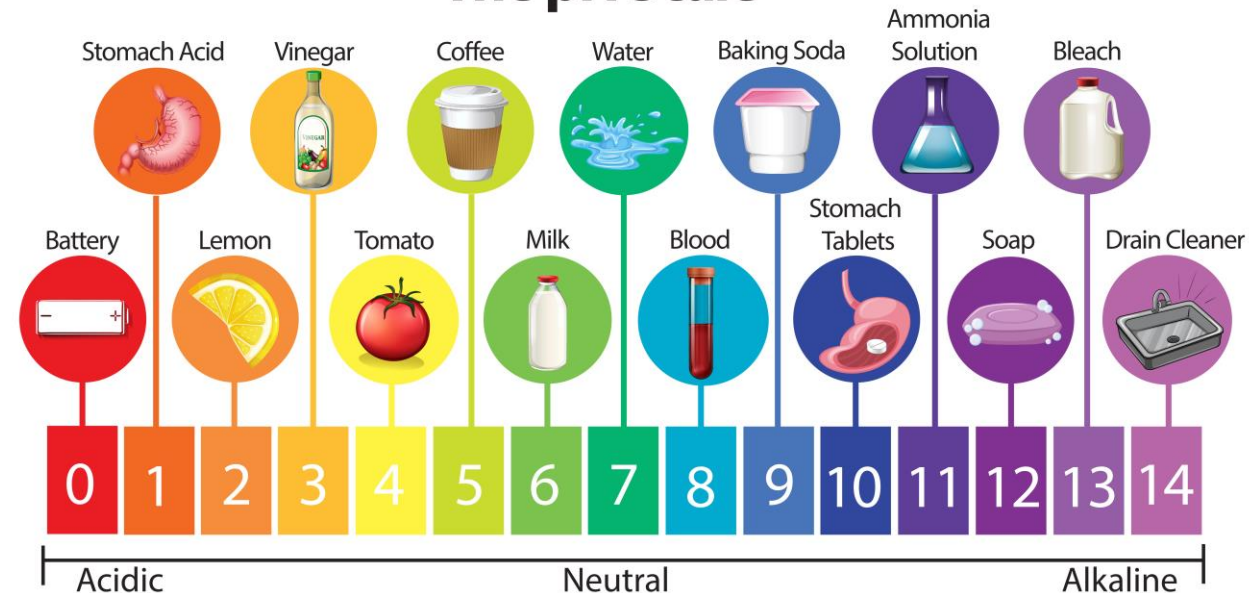 Stomach Acid
Vinegar
Coffee
Water
Baking Soda
Ammonia
Solution
Bleach
VINEGAR
Battery
Lemon
Tomato
Milk
Blood
Stomach
Tablets
Soap
Drain Cleaner
0 1 2 3 4 5 6 7 8 9 10 11 12 13 14
Acidic Neutral Alkaline